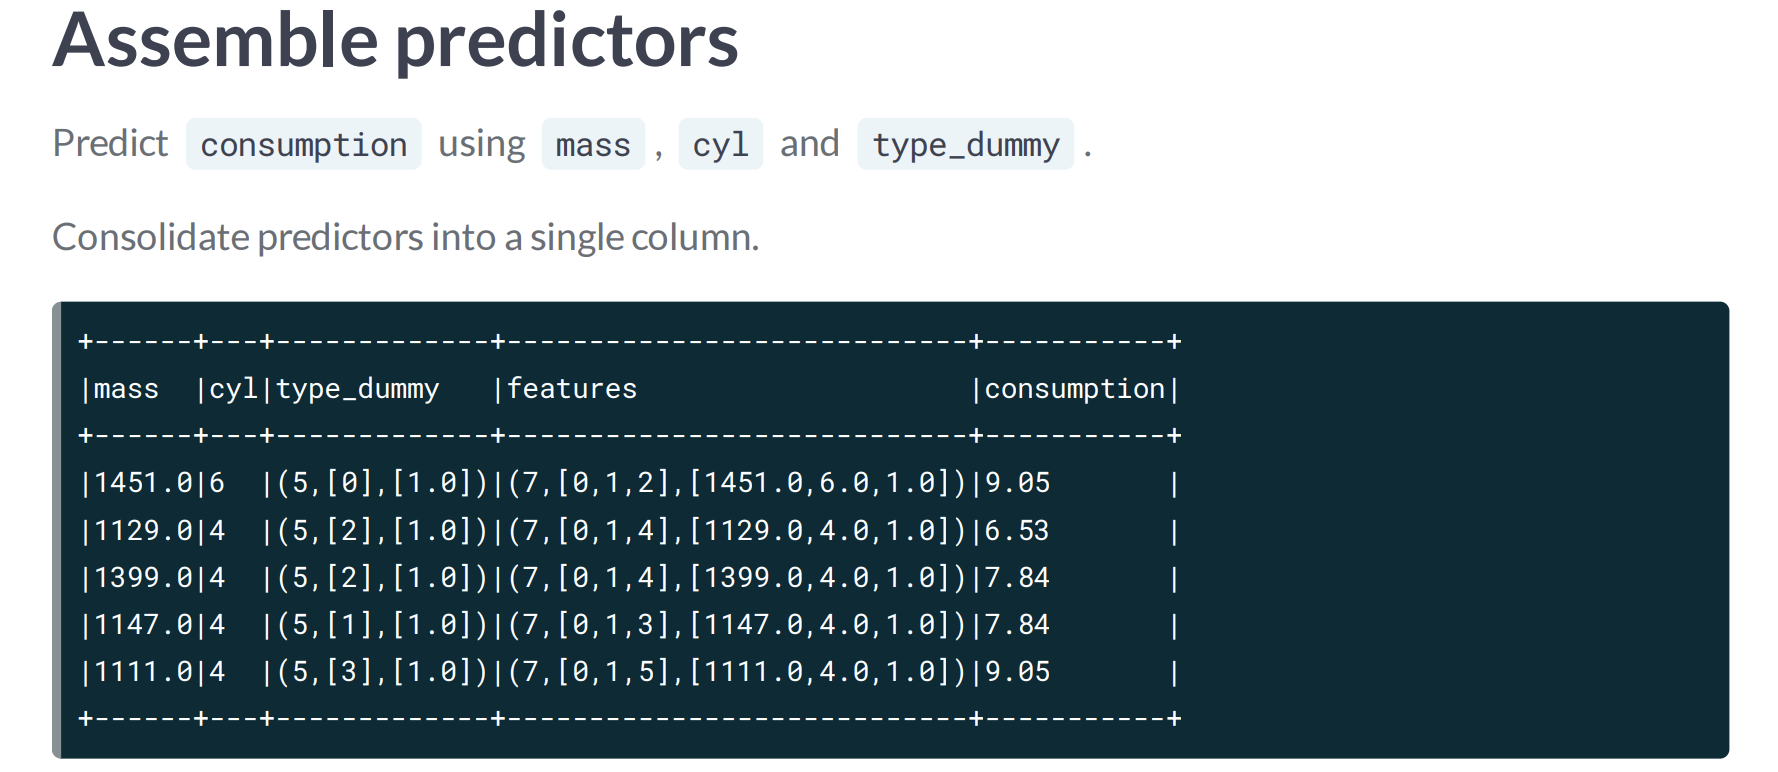 Assemble predictors
Predict consumption using mass , cyl and type_dummy .
Consolidate predictors into a single column.
+------+---+-------------+----------------------------+-----------+
|mass  |cyl|type_dummy   |features                    |consumption|
+------+---+-------------+----------------------------+-----------+
|1451.0|6  |(5,[0],[1.0])|(7,[0,1,2],[1451.0,6.0,1.0])|9.05       |
|1129.0|4  |(5,[2],[1.0])|(7,[0,1,4],[1129.0,4.0,1.0])|6.53       |
|1399.0|4  |(5,[2],[1.0])|(7,[0,1,4],[1399.0,4.0,1.0])|7.84       |
|1147.0|4  |(5,[1],[1.0])|(7,[0,1,3],[1147.0,4.0,1.0])|7.84       |
|1111.0|4  |(5,[3],[1.0])|(7,[0,1,5],[1111.0,4.0,1.0])|9.05       |
+------+---+-------------+----------------------------+-----------+